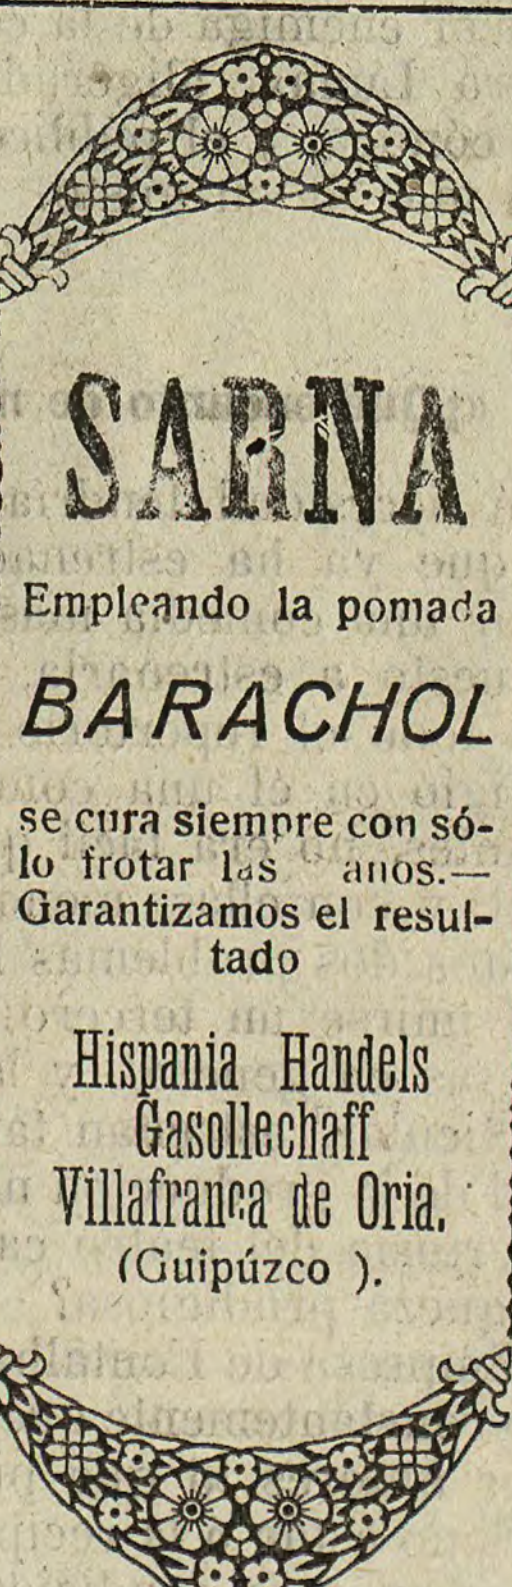 SARNA
Empleando la pomada
BARACHOL
se cura siempre con só-
lo frotar las anos.—
Garantizamos el resul-
tado
Hispania Handels
Gasollechaff
Villafranca de Oria.
(Guipúzco ).